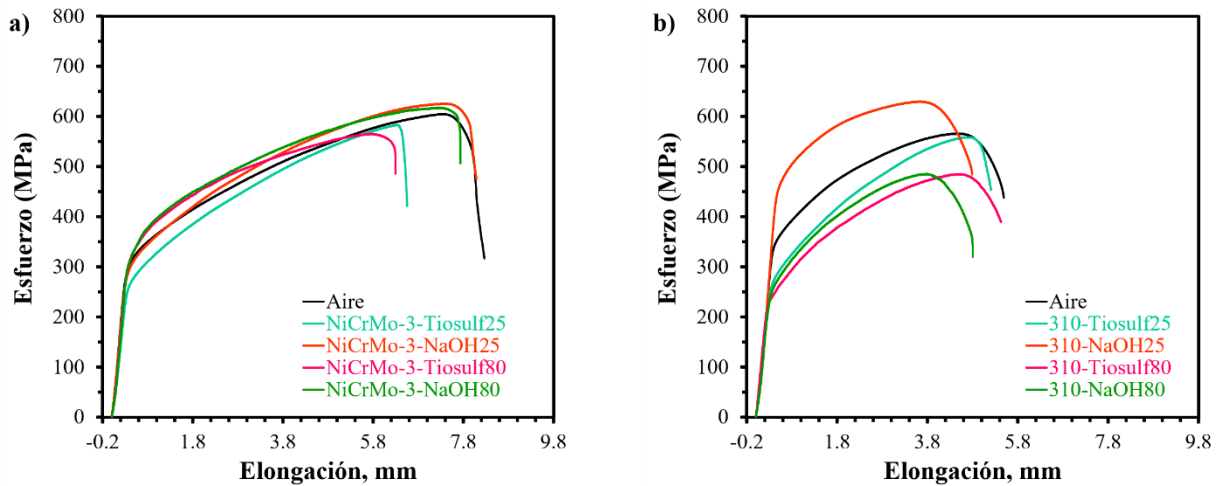 a)
Esfuerzo (MPa)
800
700
600
500
400
300
200
100
0
-0.2 1.8 3.8 5.8 7.8 9.8
Elongación, mm
Aire
NiCrMo-3-Tiosulf25
NiCrMo-3-NaOH25
NiCrMo-3-Tiosulf80
NiCrMo-3-NaOH80
b)
Esfuerzo (MPa)
800
700
600
500
400
300
200
100
0
-0.2 1.8 3.8 5.8 7.8 9.8
Elongación, mm
Aire
310-Tiosulf25
310-NaOH25
310-Tiosulf80
310-NaOH80